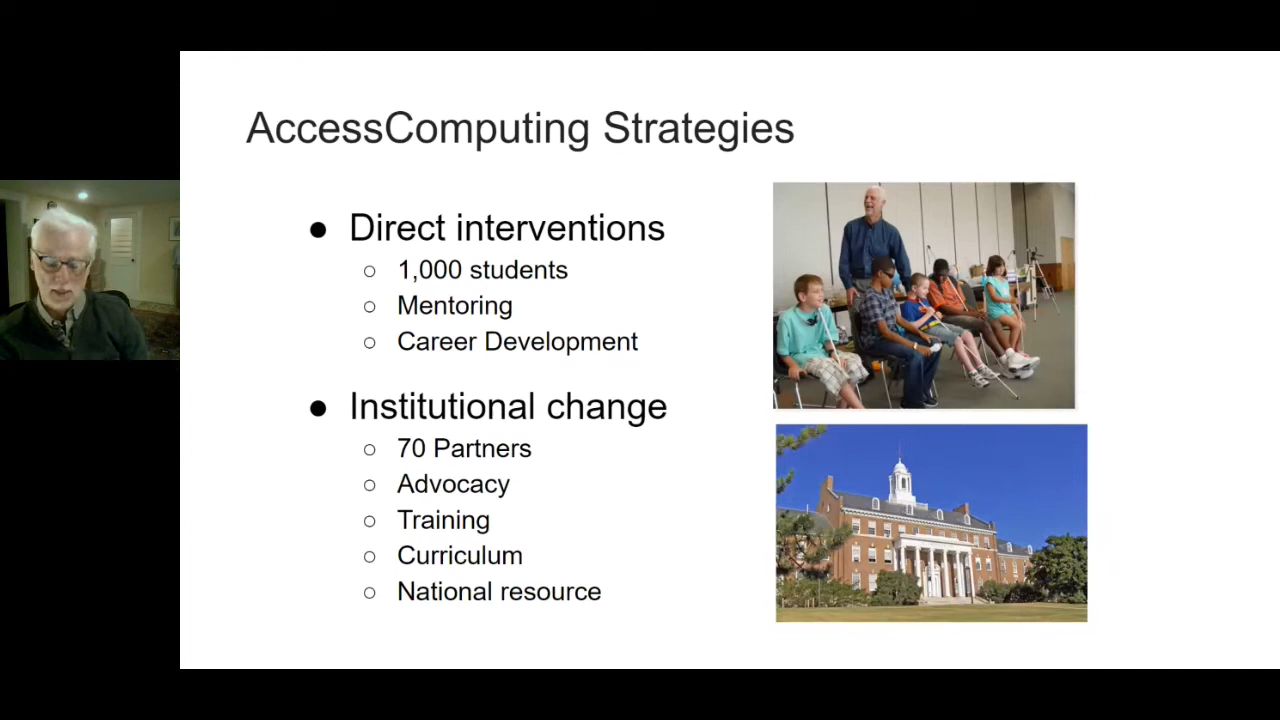 AccessComputing Strategies
● Direct interventions
○ 1,000 students
○ Mentoring
○ Career Development
● Institutional change
○ 70 Partners
○ Advocacy
○ Training
○ Curriculum
○ National resource